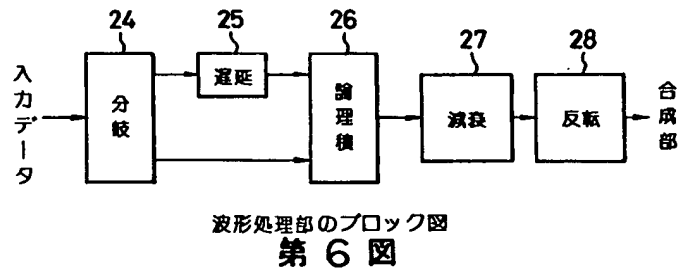 24
25
26
27
28
入力データ
分岐
遅延
論理積
減衰
反転
合成部
波形処理部のブロック図
第6図